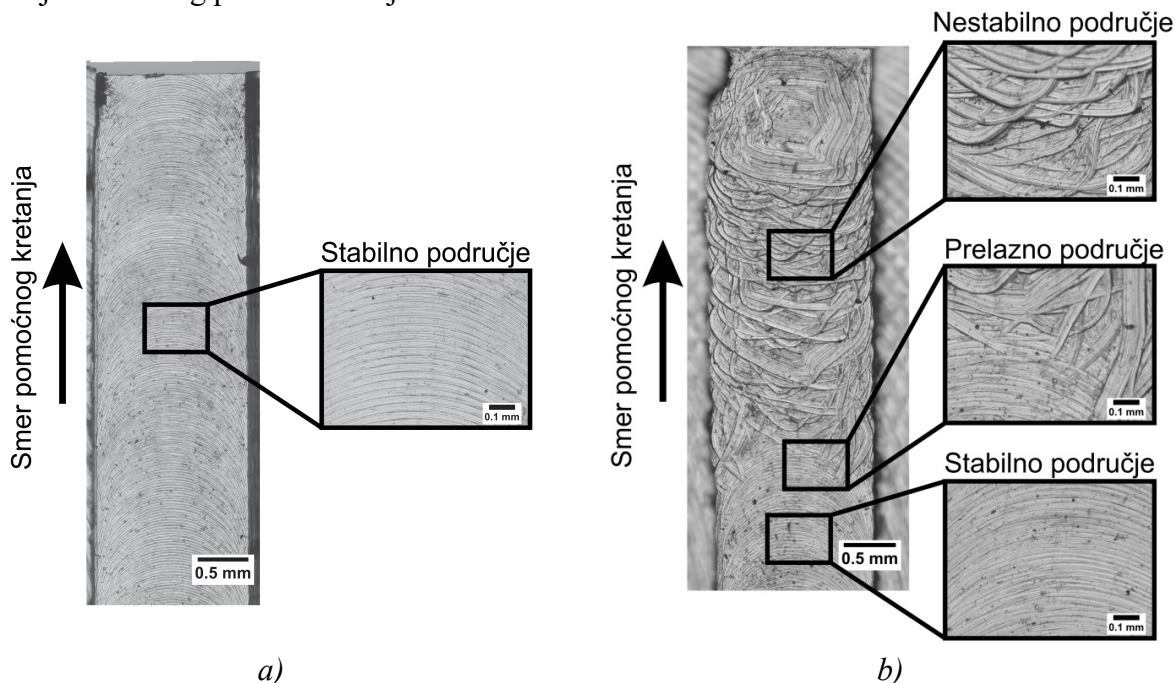 Smer pomoćnog kretanja
Stabilno područje
0.1 mm
0.5 mm
a)
Smer pomoćnog kretanja
Nestabilno područje
0.1 mm
Prelazno područje
0.1 mm
Stabilno područje
0.1 mm
0.5 mm
b)